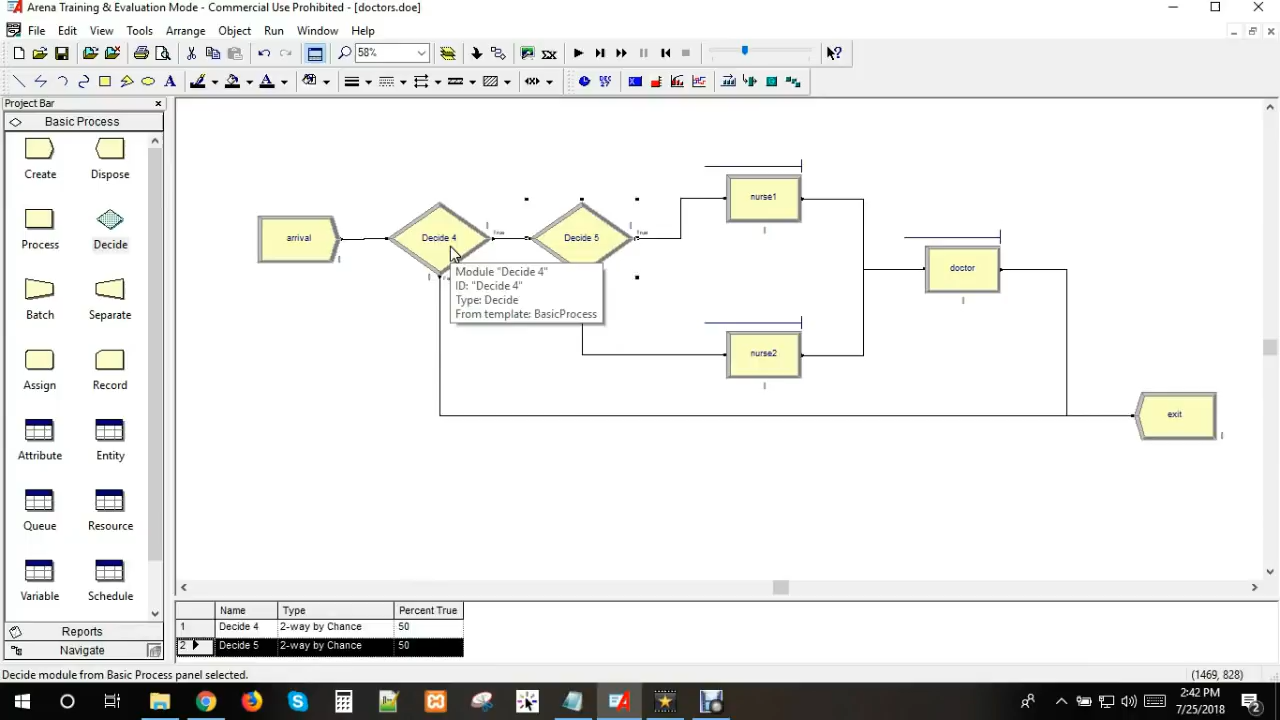 Arena Training & Evaluation Mode - Commercial Use Prohibited - [doctors.doe]
File Edit View Tools Arrange Object Run Window Help
58%
Project Bar
Basic Process
Create Dispose
Process Decide
Batch Separate
Assign Record
Attribute Entity
Queue Resource
Variable Schedule
Reports
Navigate
arrival
Decide 4
True
Decide 5
True
nurse1
nurse2
doctor
exit
Module "Decide 4"
ID: "Decide 4"
Type: Decide
From template: BasicProcess
Name Type Percent True
1 Decide 4 2-way by Chance 50
2 Decide 5 2-way by Chance 50
Decide module from Basic Process panel selected.
(1469, 828)
2:42 PM
7/25/2018
2